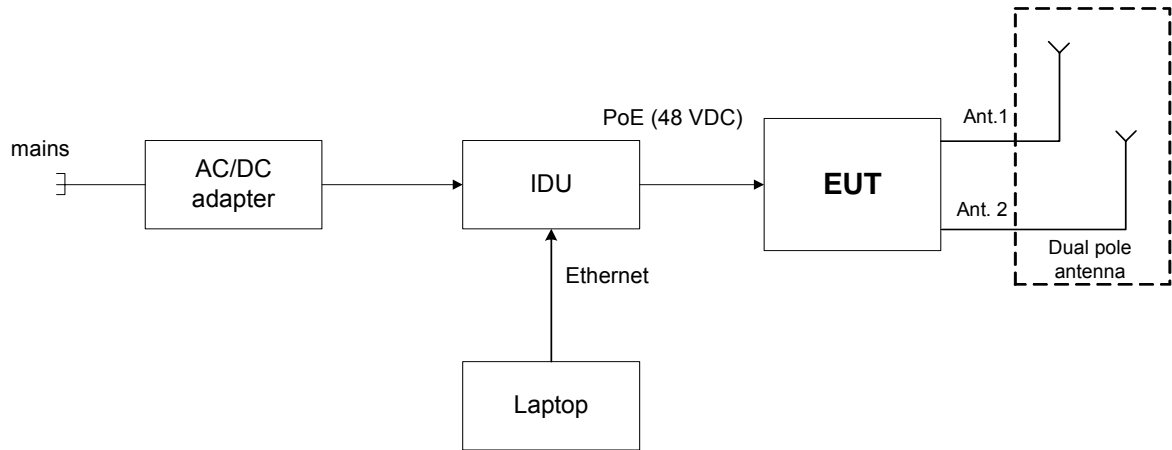 PoE (48 VDC)
Ant.1
mains
AC/DC
adapter
IDU
EUT
Ant. 2
Dual pole
antenna
Ethernet
Laptop